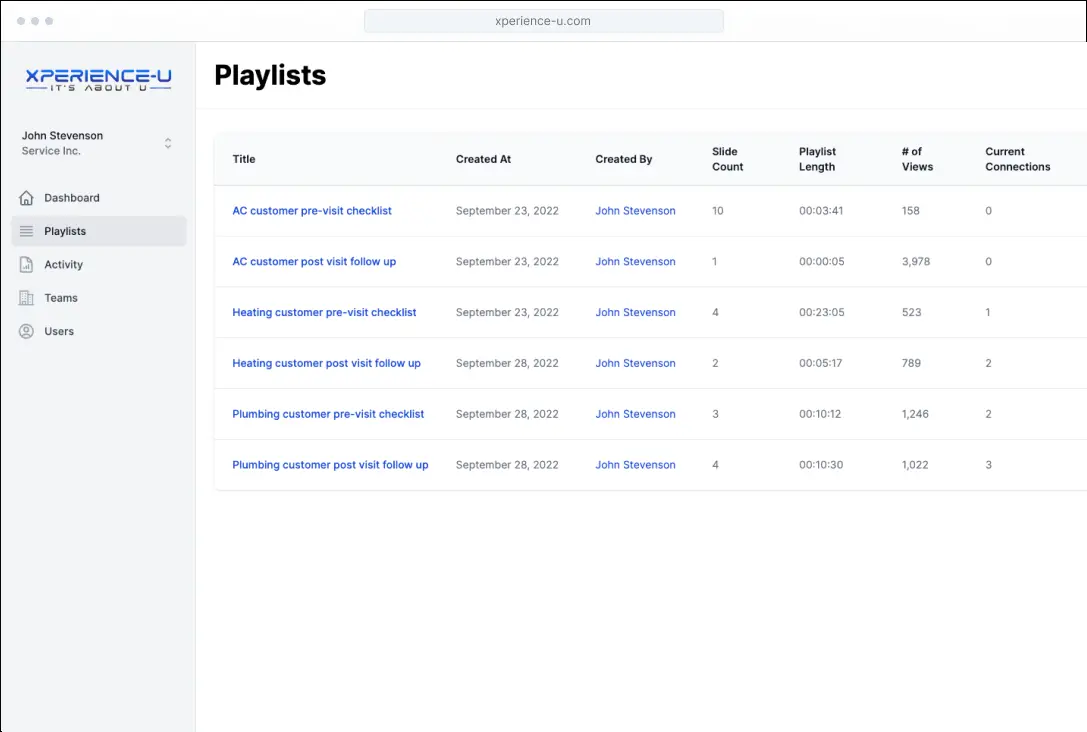 xperience-u.com
XPERIENCE-U
IT'S ABOUT U
John Stevenson
Service Inc.
Dashboard
Playlists
Activity
Teams
Users
Playlists
Title Created At Created By Slide Count Playlist Length # of Views Current Connections
AC customer pre-visit checklist September 23, 2022 John Stevenson 10 00:03:41 158 0
AC customer post visit follow up September 23, 2022 John Stevenson 1 00:00:05 3,978 0
Heating customer pre-visit checklist September 23, 2022 John Stevenson 4 00:23:05 523 1
Heating customer post visit follow up September 28, 2022 John Stevenson 2 00:05:17 789 2
Plumbing customer pre-visit checklist September 28, 2022 John Stevenson 3 00:10:12 1,246 2
Plumbing customer post visit follow up September 28, 2022 John Stevenson 4 00:10:30 1,022 3